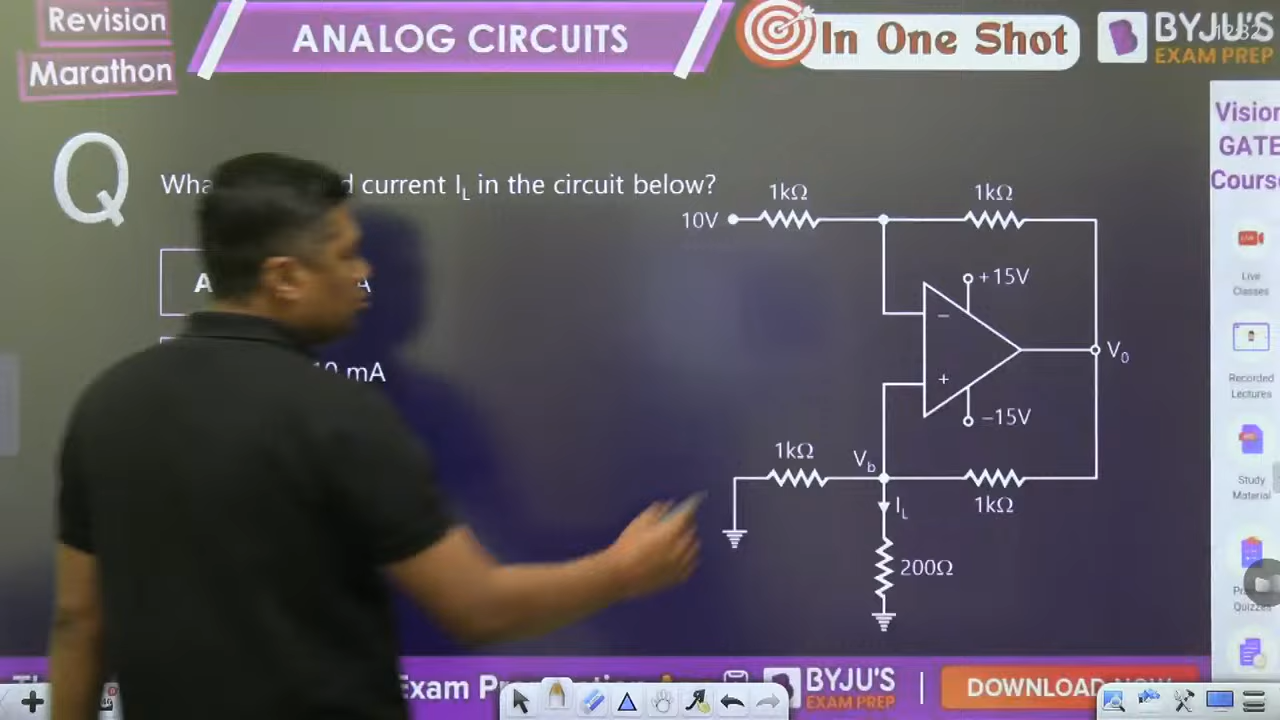 Revision
Marathon
ANALOG CIRCUITS
In One Shot
BYJU'S
EXAM PREP
Q
current I_L in the circuit below?
A
A
mA
10V
1kΩ
1kΩ
+15V
−
+
−15V
V_0
1kΩ
V_b
I_L
1kΩ
200Ω
Vision
GATE
Course
Live
Classes
Recorded
Lectures
Study
Material
Quizzes
Exam
BYJU'S
EXAM PREP
DOWNLOAD NOW